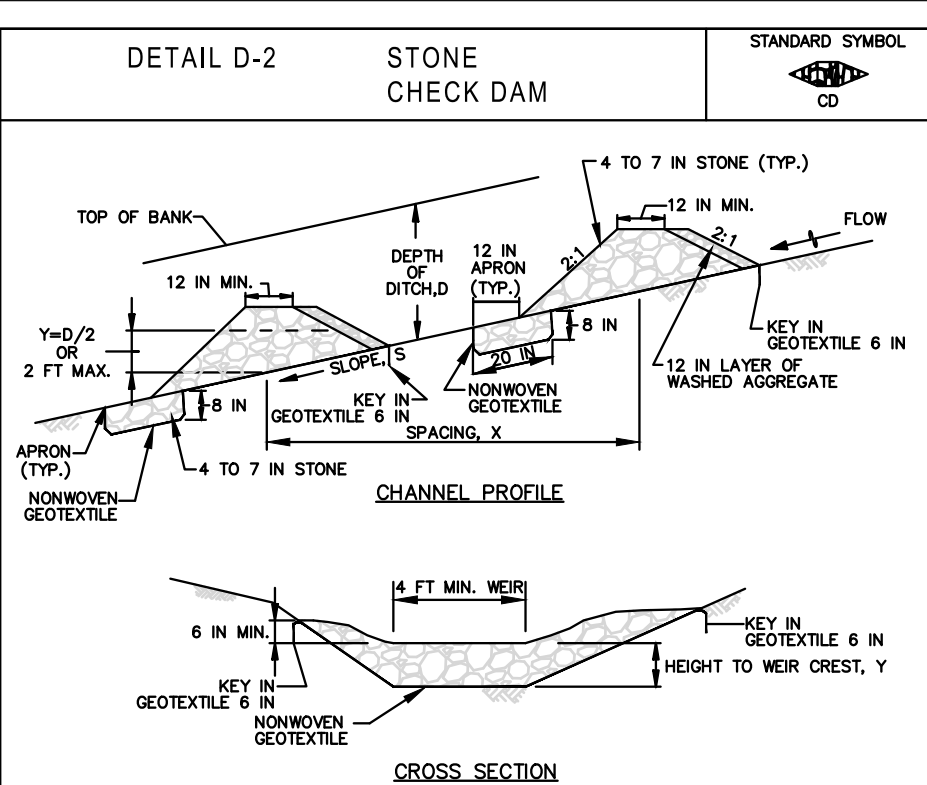 DETAIL D-2
STONE
CHECK DAM
STANDARD SYMBOL
CD
4 TO 7 IN STONE (TYP.)
TOP OF BANK
12 IN MIN.
FLOW
DEPTH
OF
DITCH,D
12 IN
APRON
(TYP.)
2:1
2:1
12 IN MIN.
Y=D/2
OR
2 FT MAX.
8 IN
KEY IN
GEOTEXTILE 6 IN
20 IN
SLOPE, S
12 IN LAYER OF
WASHED AGGREGATE
NONWOVEN
GEOTEXTILE
KEY IN
GEOTEXTILE 6 IN
8 IN
SPACING, X
APRON
(TYP.)
4 TO 7 IN STONE
NONWOVEN
GEOTEXTILE
CHANNEL PROFILE
4 FT MIN. WEIR
6 IN MIN.
KEY IN
GEOTEXTILE 6 IN
HEIGHT TO WEIR CREST, Y
KEY IN
GEOTEXTILE 6 IN
NONWOVEN
GEOTEXTILE
CROSS SECTION